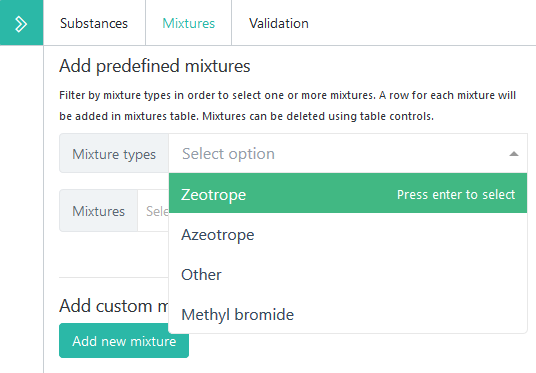 Substances Mixtures Validation
Add predefined mixtures
Filter by mixture types in order to select one or more mixtures. A row for each mixture will
be added in mixtures table. Mixtures can be deleted using table controls.
Mixture types Select option
Zeotrope Press enter to select
Mixtures Sele
Azeotrope
Other
Add custom m
Methyl bromide
Add new mixture